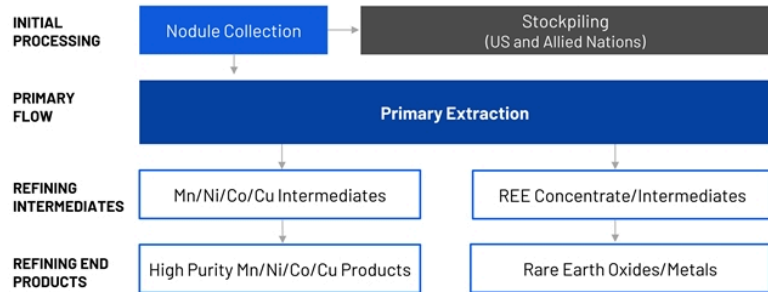 INITIAL
PROCESSING
Nodule Collection
Stockpiling
(US and Allied Nations)
PRIMARY
FLOW
Primary Extraction
REFINING
INTERMEDIATES
Mn/Ni/Co/Cu Intermediates
REE Concentrate/Intermediates
REFINING END
PRODUCTS
High Purity Mn/Ni/Co/Cu Products
Rare Earth Oxides/Metals